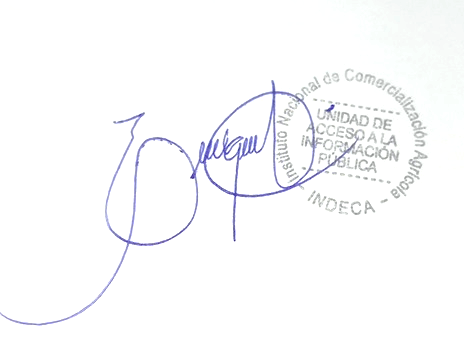 Instituto Nacional de Comercialización Agrícola
UNIDAD DE
ACCESO A LA
INFORMACIÓN
PÚBLICA
- INDECA -